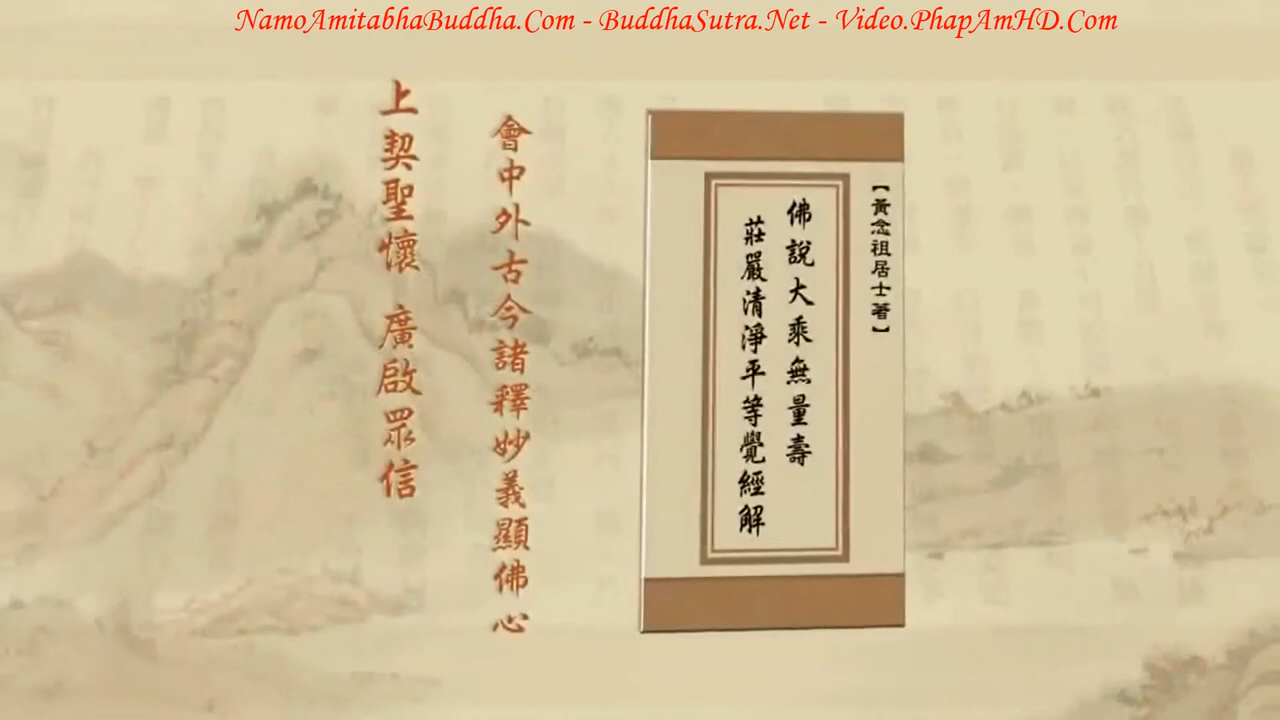 NamoAmitabhaBuddha.Com - BuddhaSutra.Net - Video.PhapAmHD.Com
【黃念祖居士著】
佛說大乘無量壽
莊嚴清淨平等覺經解
會中外古今諸釋妙義顯佛心
上契聖懷 廣啟眾信